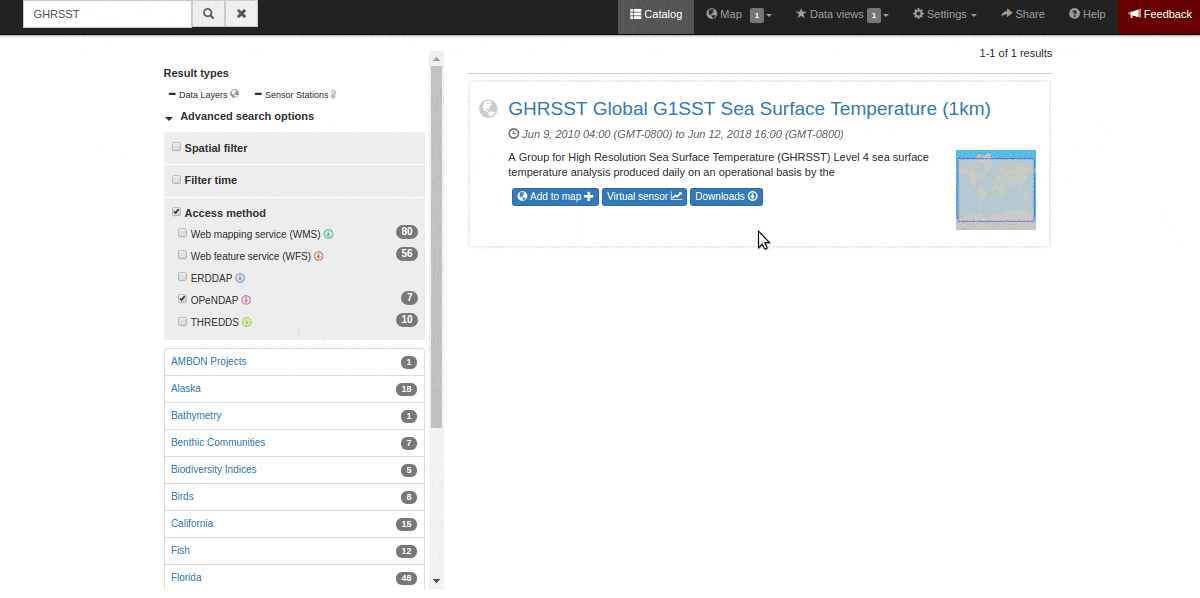 GHRSST
Catalog
Map 1
Data views 1
Settings
Share
Help
Feedback
1-1 of 1 results
Result types
Data Layers
Sensor Stations
Advanced search options
Spatial filter
Filter time
Access method
Web mapping service (WMS) 80
Web feature service (WFS) 56
ERDDAP
OPeNDAP 7
THREDDS 10
AMBON Projects 1
Alaska 18
Bathymetry 1
Benthic Communities 7
Biodiversity Indices 5
Birds 8
California 15
Fish 12
Florida 48
GHRSST Global G1SST Sea Surface Temperature (1km)
Jun 9, 2010 04:00 (GMT-0800) to Jun 12, 2018 16:00 (GMT-0800)
A Group for High Resolution Sea Surface Temperature (GHRSST) Level 4 sea surface
temperature analysis produced daily on an operational basis by the
Add to map
Virtual sensor
Downloads